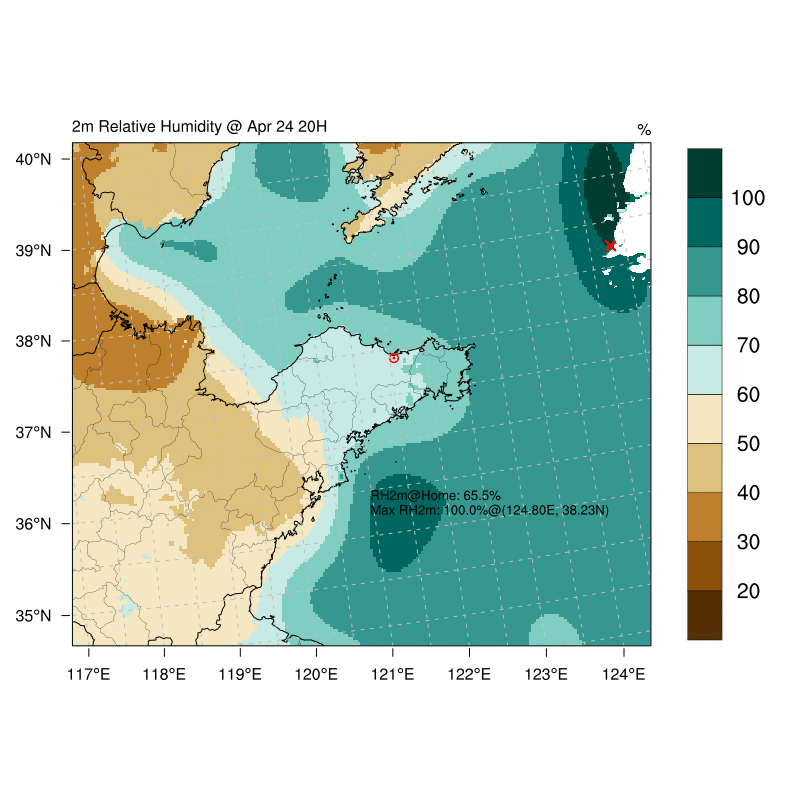 2m Relative Humidity @ Apr 24 20H
%
40°N
39°N
38°N
37°N
36°N
35°N
117°E
118°E
119°E
120°E
121°E
122°E
123°E
124°E
RH2m@Home: 65.5%
Max RH2m: 100.0%@(124.80E, 38.23N)
100
90
80
70
60
50
40
30
20